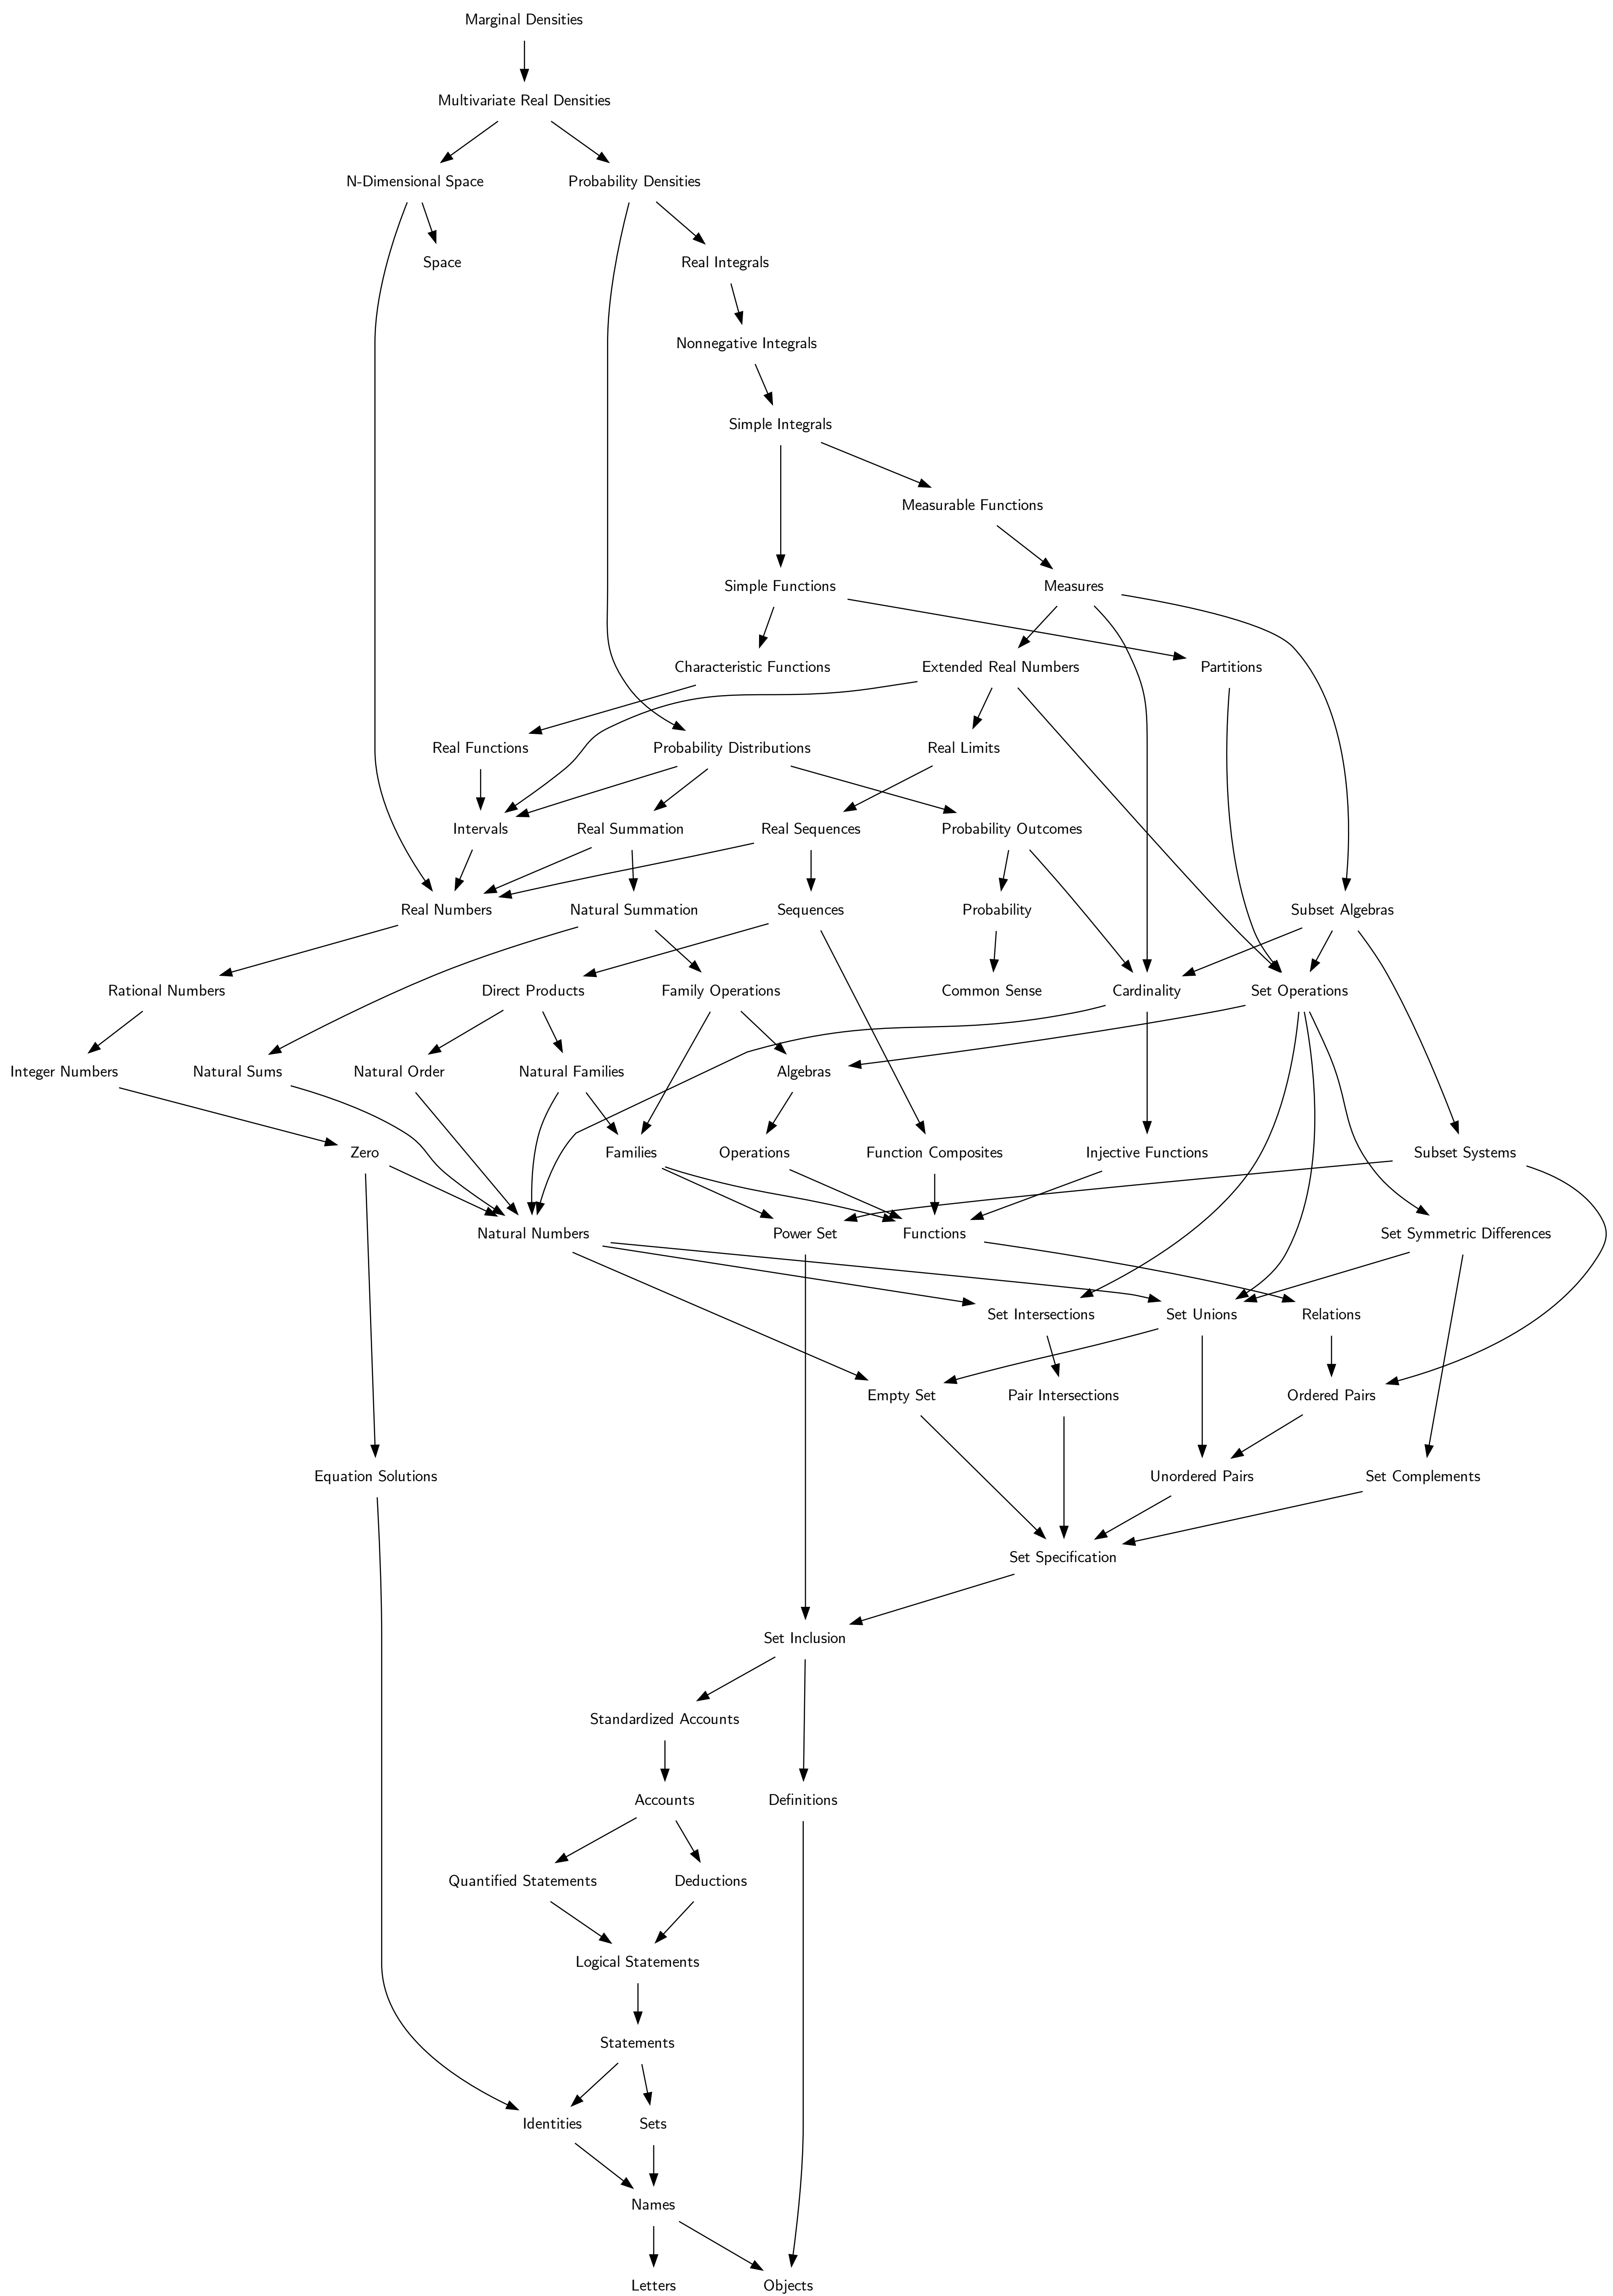 Marginal Densities
Multivariate Real Densities
N-Dimensional Space
Probability Densities
Space
Real Integrals
Nonnegative Integrals
Simple Integrals
Measurable Functions
Simple Functions
Measures
Characteristic Functions
Extended Real Numbers
Partitions
Real Functions
Probability Distributions
Real Limits
Intervals
Real Summation
Real Sequences
Probability Outcomes
Real Numbers
Natural Summation
Sequences
Probability
Subset Algebras
Rational Numbers
Direct Products
Family Operations
Common Sense
Cardinality
Set Operations
Integer Numbers
Natural Sums
Natural Order
Natural Families
Algebras
Zero
Families
Operations
Function Composites
Injective Functions
Subset Systems
Natural Numbers
Power Set
Functions
Set Symmetric Differences
Set Intersections
Set Unions
Relations
Empty Set
Pair Intersections
Ordered Pairs
Equation Solutions
Unordered Pairs
Set Complements
Set Specification
Set Inclusion
Standardized Accounts
Accounts
Definitions
Quantified Statements
Deductions
Logical Statements
Statements
Identities
Sets
Names
Letters
Objects